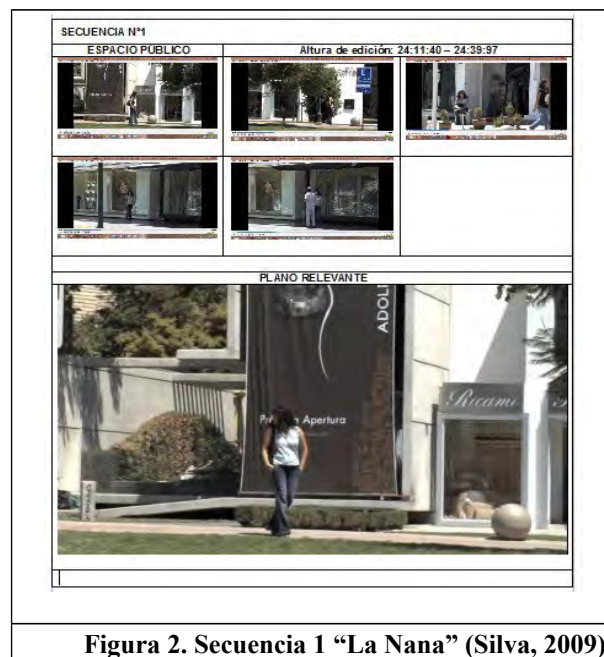 SECUENCIA N°1
ESPACIO PÚBLICO
Altura de edición: 24:11:40 – 24:39:97
PLANO RELEVANTE
ADOL
Apertura
Ricami
Figura 2. Secuencia 1 “La Nana” (Silva, 2009)